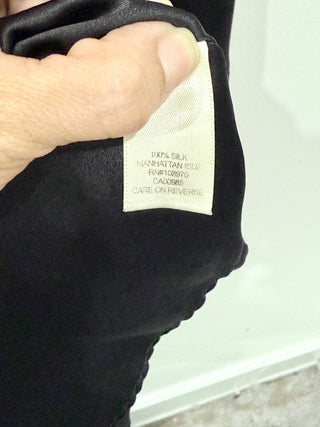 100% SILK
MANHATTAN ISLE
RN#108970
CA00985
CARE ON REVERSE